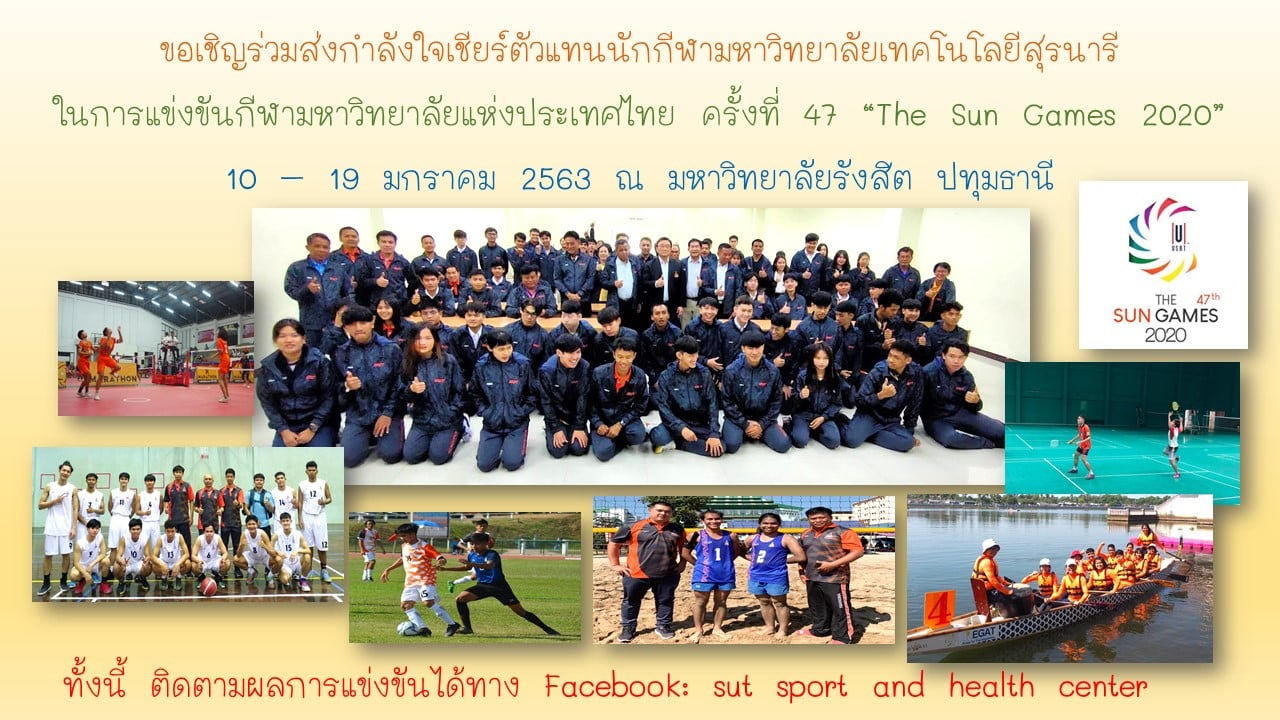 ขอเชิญร่วมส่งกำลังใจเชียร์ตัวแทนนักกีฬามหาวิทยาลัยเทคโนโลยีสุรนารี
ในการแข่งขันกีฬามหาวิทยาลัยแห่งประเทศไทย ครั้งที่ 47 “The Sun Games 2020”
10 – 19 มกราคม 2563 ณ มหาวิทยาลัยรังสิต ปทุมธานี
THE 47th
SUN GAMES
2020
MARATHON
4
EGAT
1
2
ทั้งนี้ ติดตามผลการแข่งขันได้ทาง Facebook: sut sport and health center